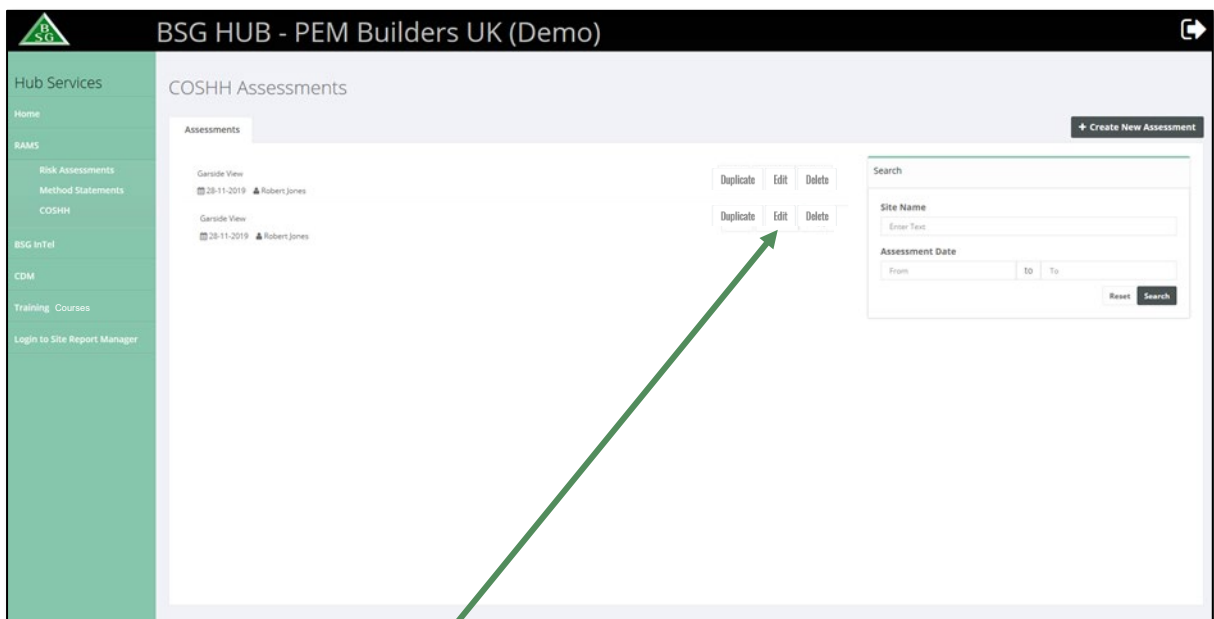 BSG
BSG HUB - PEM Builders UK (Demo)
Hub Services
Home
RAMS
Risk Assessments
Method Statements
COSHH
BSG InTel
CDM
Training Courses
Login to Site Report Manager
COSHH Assessments
Assessments
+ Create New Assessment
Garside View
28-11-2019 Robert Jones
Duplicate Edit Delete
Garside View
28-11-2019 Robert Jones
Duplicate Edit Delete
Search
Site Name
Enter Text
Assessment Date
From to To
Reset Search